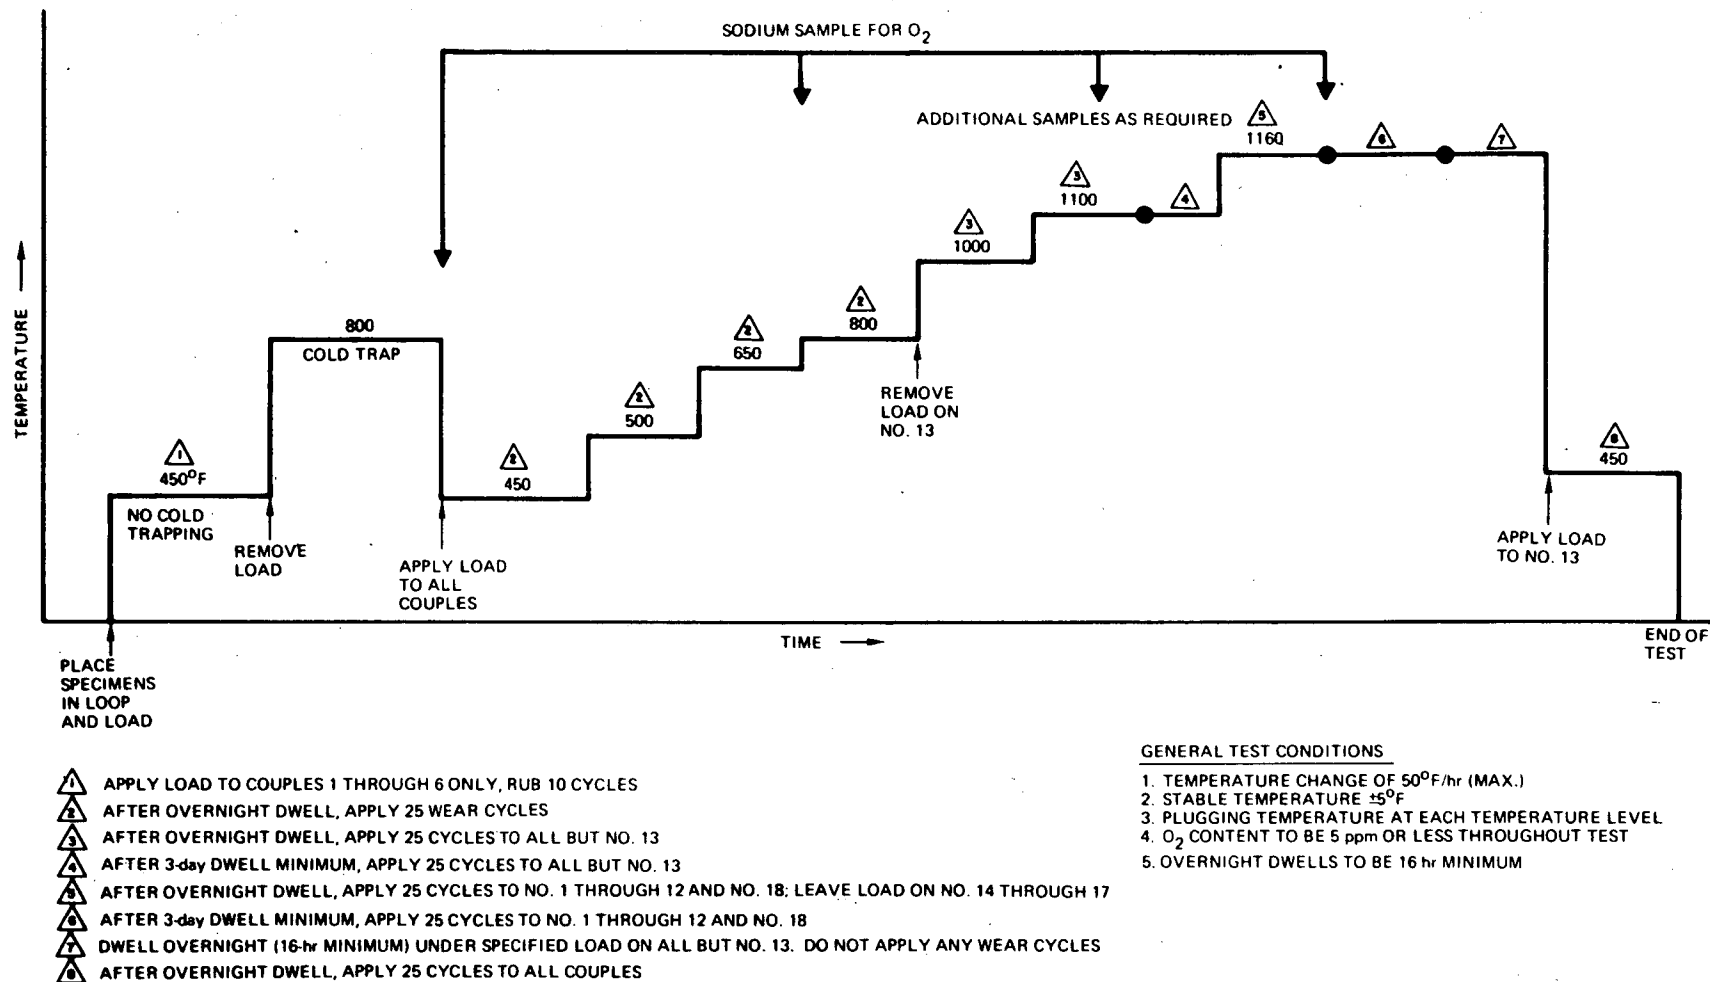 SODIUM SAMPLE FOR O2
ADDITIONAL SAMPLES AS REQUIRED
5
1160
6
7
3
1100
4
3
1000
2
800
2
650
2
500
2
450
800
COLD TRAP
1
450°F
NO COLD
TRAPPING
REMOVE
LOAD
APPLY LOAD
TO ALL
COUPLES
REMOVE
LOAD ON
NO. 13
8
450
APPLY LOAD
TO NO. 13
TEMPERATURE
TIME
END OF
TEST
PLACE
SPECIMENS
IN LOOP
AND LOAD
1 APPLY LOAD TO COUPLES 1 THROUGH 6 ONLY, RUB 10 CYCLES
2 AFTER OVERNIGHT DWELL, APPLY 25 WEAR CYCLES
3 AFTER OVERNIGHT DWELL, APPLY 25 CYCLES TO ALL BUT NO. 13
4 AFTER 3-day DWELL MINIMUM, APPLY 25 CYCLES TO ALL BUT NO. 13
5 AFTER OVERNIGHT DWELL, APPLY 25 CYCLES TO NO. 1 THROUGH 12 AND NO. 18; LEAVE LOAD ON NO. 14 THROUGH 17
6 AFTER 3-day DWELL MINIMUM, APPLY 25 CYCLES TO NO. 1 THROUGH 12 AND NO. 18
7 DWELL OVERNIGHT (16-hr MINIMUM) UNDER SPECIFIED LOAD ON ALL BUT NO. 13. DO NOT APPLY ANY WEAR CYCLES
8 AFTER OVERNIGHT DWELL, APPLY 25 CYCLES TO ALL COUPLES
GENERAL TEST CONDITIONS
1. TEMPERATURE CHANGE OF 50°F/hr (MAX.)
2. STABLE TEMPERATURE ±5°F
3. PLUGGING TEMPERATURE AT EACH TEMPERATURE LEVEL
4. O2 CONTENT TO BE 5 ppm OR LESS THROUGHOUT TEST
5. OVERNIGHT DWELLS TO BE 16 hr MINIMUM